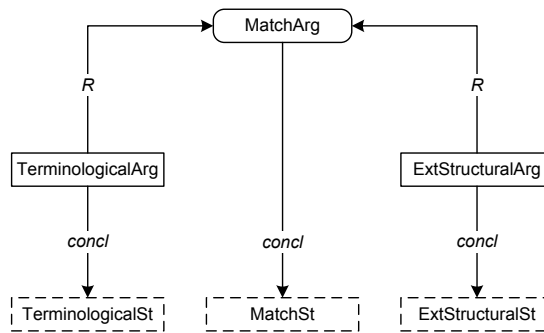 MatchArg
R
R
TerminologicalArg
ExtStructuralArg
concl
concl
concl
TerminologicalSt
MatchSt
ExtStructuralSt